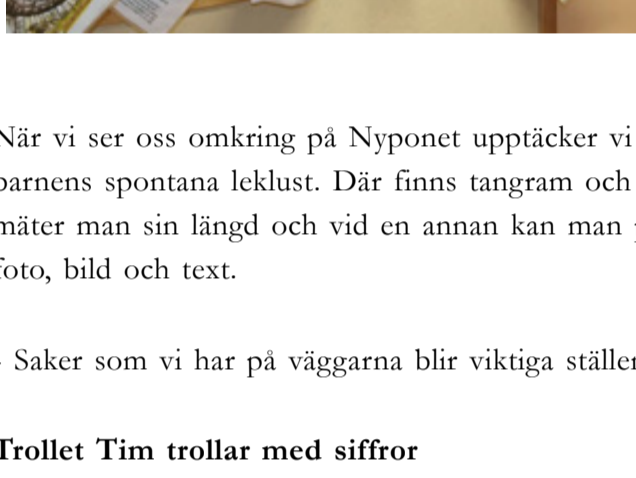 När vi ser oss omkring på Nyponet upptäcker vi
barnens spontana leklust. Där finns tangram och
mäter man sin längd och vid en annan kan man
foto, bild och text.
- Saker som vi har på väggarna blir viktiga ställen
Trollet Tim trollar med siffror